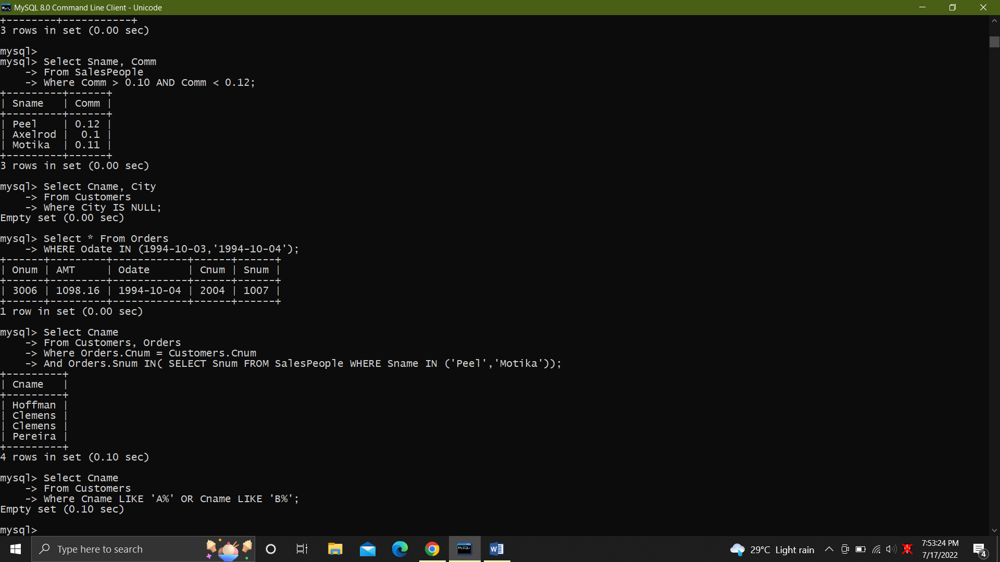 MySQL 8.0 Command Line Client - Unicode
+--------+-----------+
3 rows in set (0.00 sec)

mysql>
mysql> Select Sname, Comm
    -> From SalesPeople
    -> Where Comm > 0.10 AND Comm < 0.12;
+---------+------+
| Sname   | Comm |
+---------+------+
| Peel    | 0.12 |
| Axelrod |  0.1 |
| Motika  | 0.11 |
+---------+------+
3 rows in set (0.00 sec)

mysql> Select Cname, City
    -> From Customers
    -> Where City IS NULL;
Empty set (0.00 sec)

mysql> Select * From Orders
    -> WHERE Odate IN (1994-10-03,'1994-10-04');
+------+---------+------------+------+------+
| Onum | AMT     | Odate      | Cnum | Snum |
+------+---------+------------+------+------+
| 3006 | 1098.16 | 1994-10-04 | 2004 | 1007 |
+------+---------+------------+------+------+
1 row in set (0.00 sec)

mysql> Select Cname
    -> From Customers, Orders
    -> Where Orders.Cnum = Customers.Cnum
    -> And Orders.Snum IN( SELECT Snum FROM SalesPeople WHERE Sname IN ('Peel','Motika'));
+---------+
| Cname   |
+---------+
| Hoffman |
| Clemens |
| Clemens |
| Pereira |
+---------+
4 rows in set (0.10 sec)

mysql> Select Cname
    -> From Customers
    -> Where Cname LIKE 'A%' OR Cname LIKE 'B%';
Empty set (0.10 sec)

mysql>
Type here to search
29°C Light rain
7:53:24 PM
7/17/2022
4